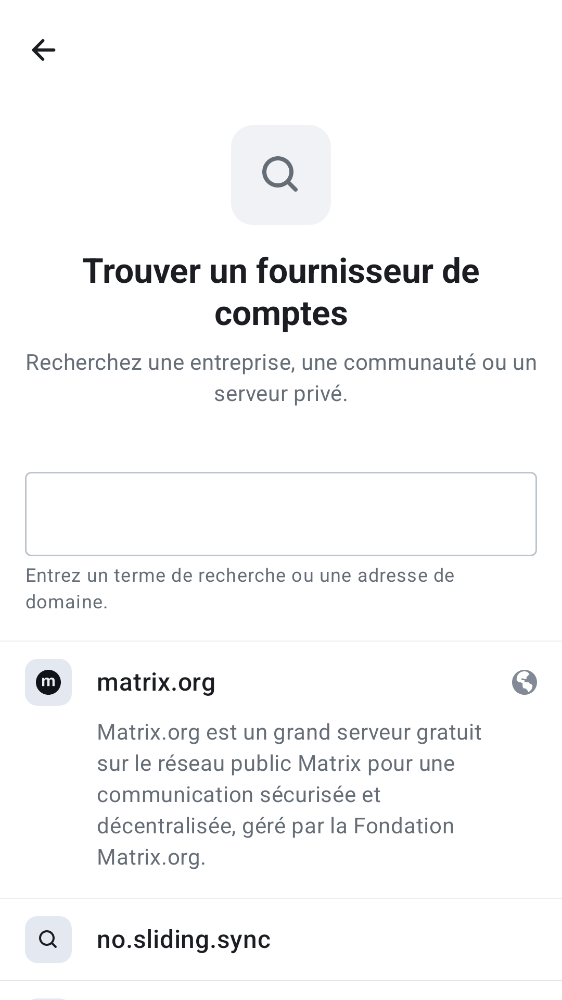 Trouver un fournisseur de
comptes
Recherchez une entreprise, une communauté ou un
serveur privé.
Entrez un terme de recherche ou une adresse de
domaine.
m
matrix.org
Matrix.org est un grand serveur gratuit
sur le réseau public Matrix pour une
communication sécurisée et
décentralisée, géré par la Fondation
Matrix.org.
no.sliding.sync